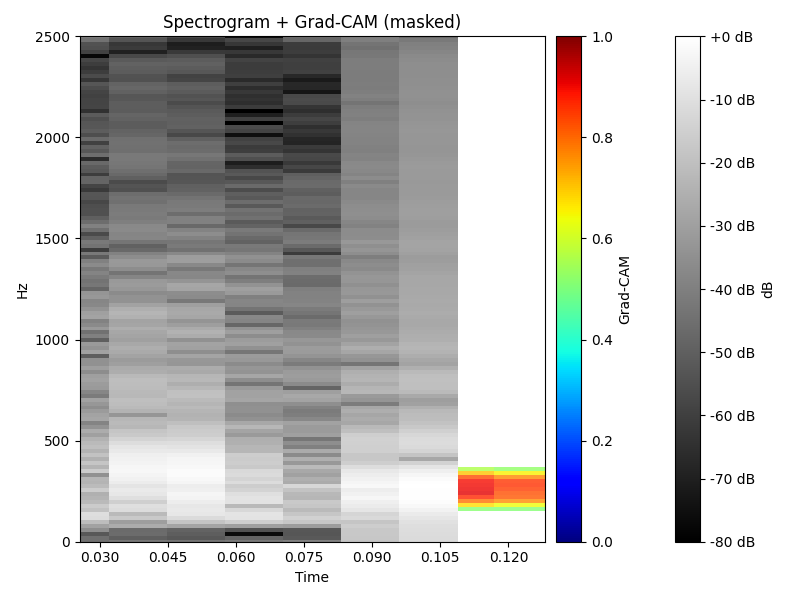 Spectrogram + Grad-CAM (masked)
2500
2000
1500
1000
500
0
Hz
0.030
0.045
0.060
0.075
0.090
0.105
0.120
Time
1.0
0.8
0.6
0.4
0.2
0.0
Grad-CAM
+0 dB
-10 dB
-20 dB
-30 dB
-40 dB
-50 dB
-60 dB
-70 dB
-80 dB
dB